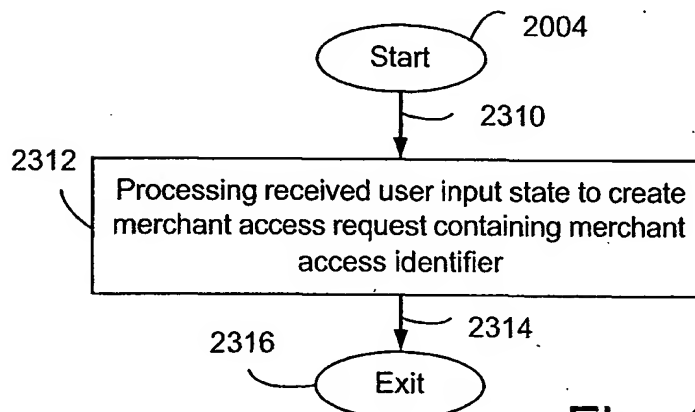 2004
Start
2310
2312
Processing received user input state to create
merchant access request containing merchant
access identifier
2314
2316
Exit